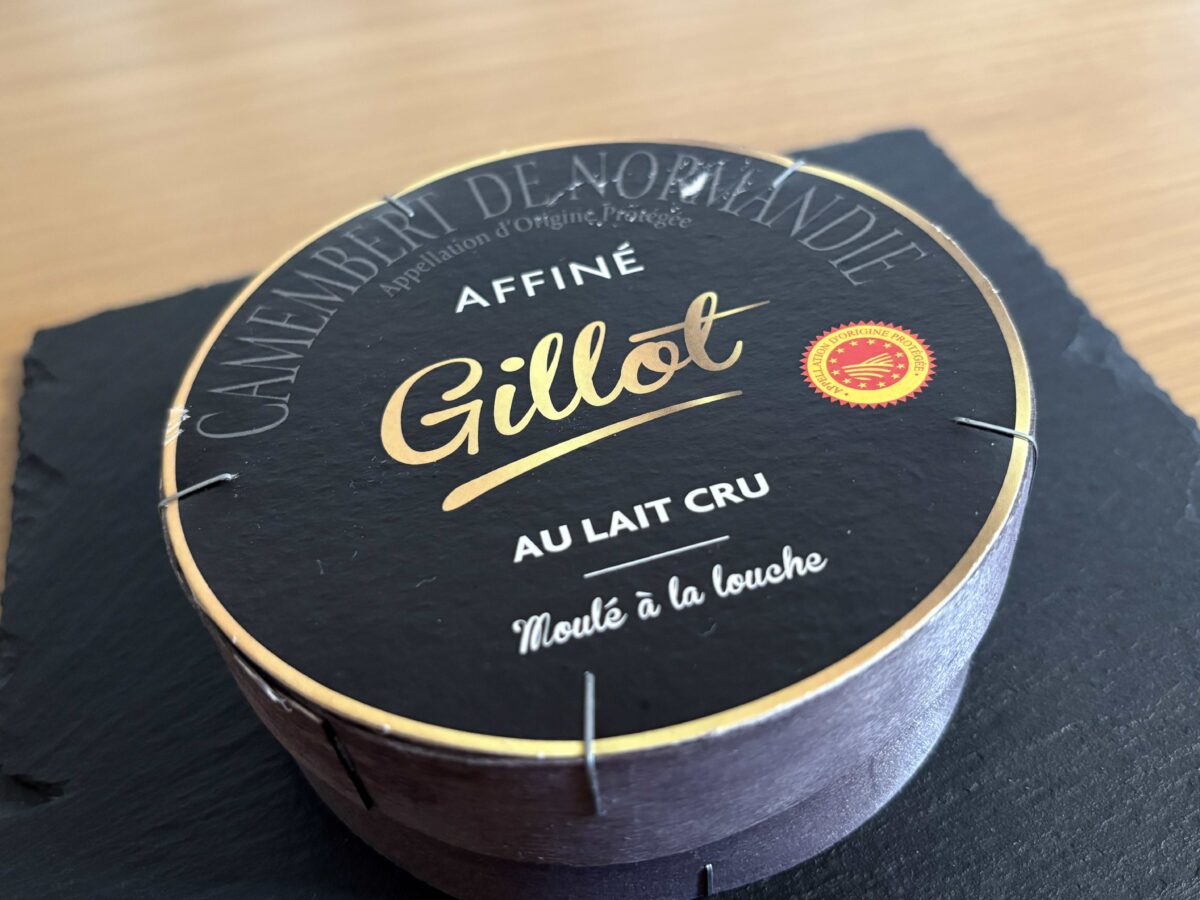 CAMEMBERT DE NORMANDIE
Appellation d'Origine Protégée
AFFINÉ
Gillot
APPELLATION D'ORIGINE PROTÉGÉE
AU LAIT CRU
Moulé à la louche